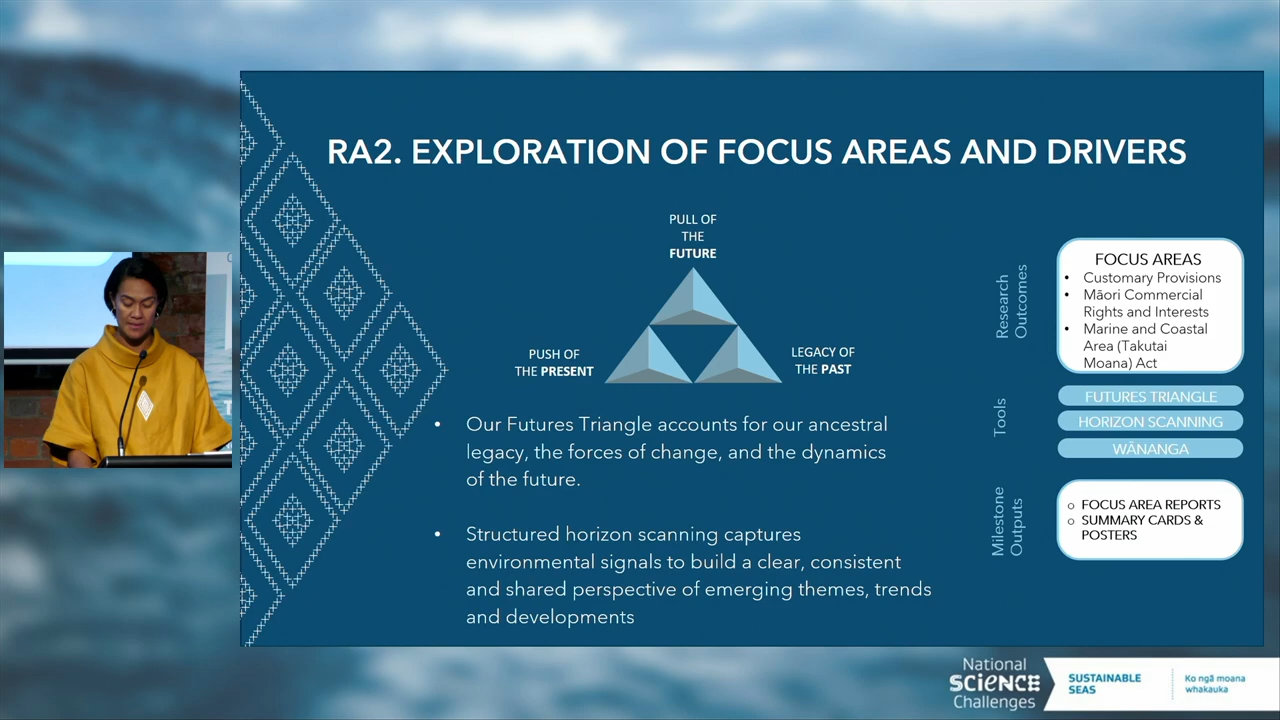 RA2. EXPLORATION OF FOCUS AREAS AND DRIVERS
PULL OF
THE
FUTURE
PUSH OF
THE PRESENT
LEGACY OF
THE PAST
• Our Futures Triangle accounts for our ancestral
legacy, the forces of change, and the dynamics
of the future.
• Structured horizon scanning captures
environmental signals to build a clear, consistent
and shared perspective of emerging themes, trends
and developments
Research
Outcomes
FOCUS AREAS
• Customary Provisions
• Māori Commercial
Rights and Interests
• Marine and Coastal
Area (Takutai
Moana) Act
Tools
FUTURES TRIANGLE
HORIZON SCANNING
WĀNANGA
Milestone
Outputs
o FOCUS AREA REPORTS
o SUMMARY CARDS &
POSTERS
National
SCIENCE
Challenges
SUSTAINABLE
SEAS
Ko ngā moana
whakauka